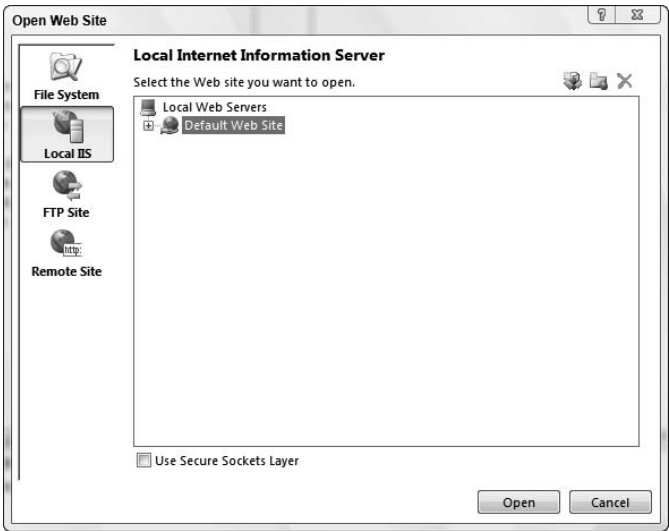 Open Web Site
File System
Local IIS
FTP Site
http:
Remote Site
Local Internet Information Server
Select the Web site you want to open.
Local Web Servers
Default Web Site
Use Secure Sockets Layer
Open
Cancel